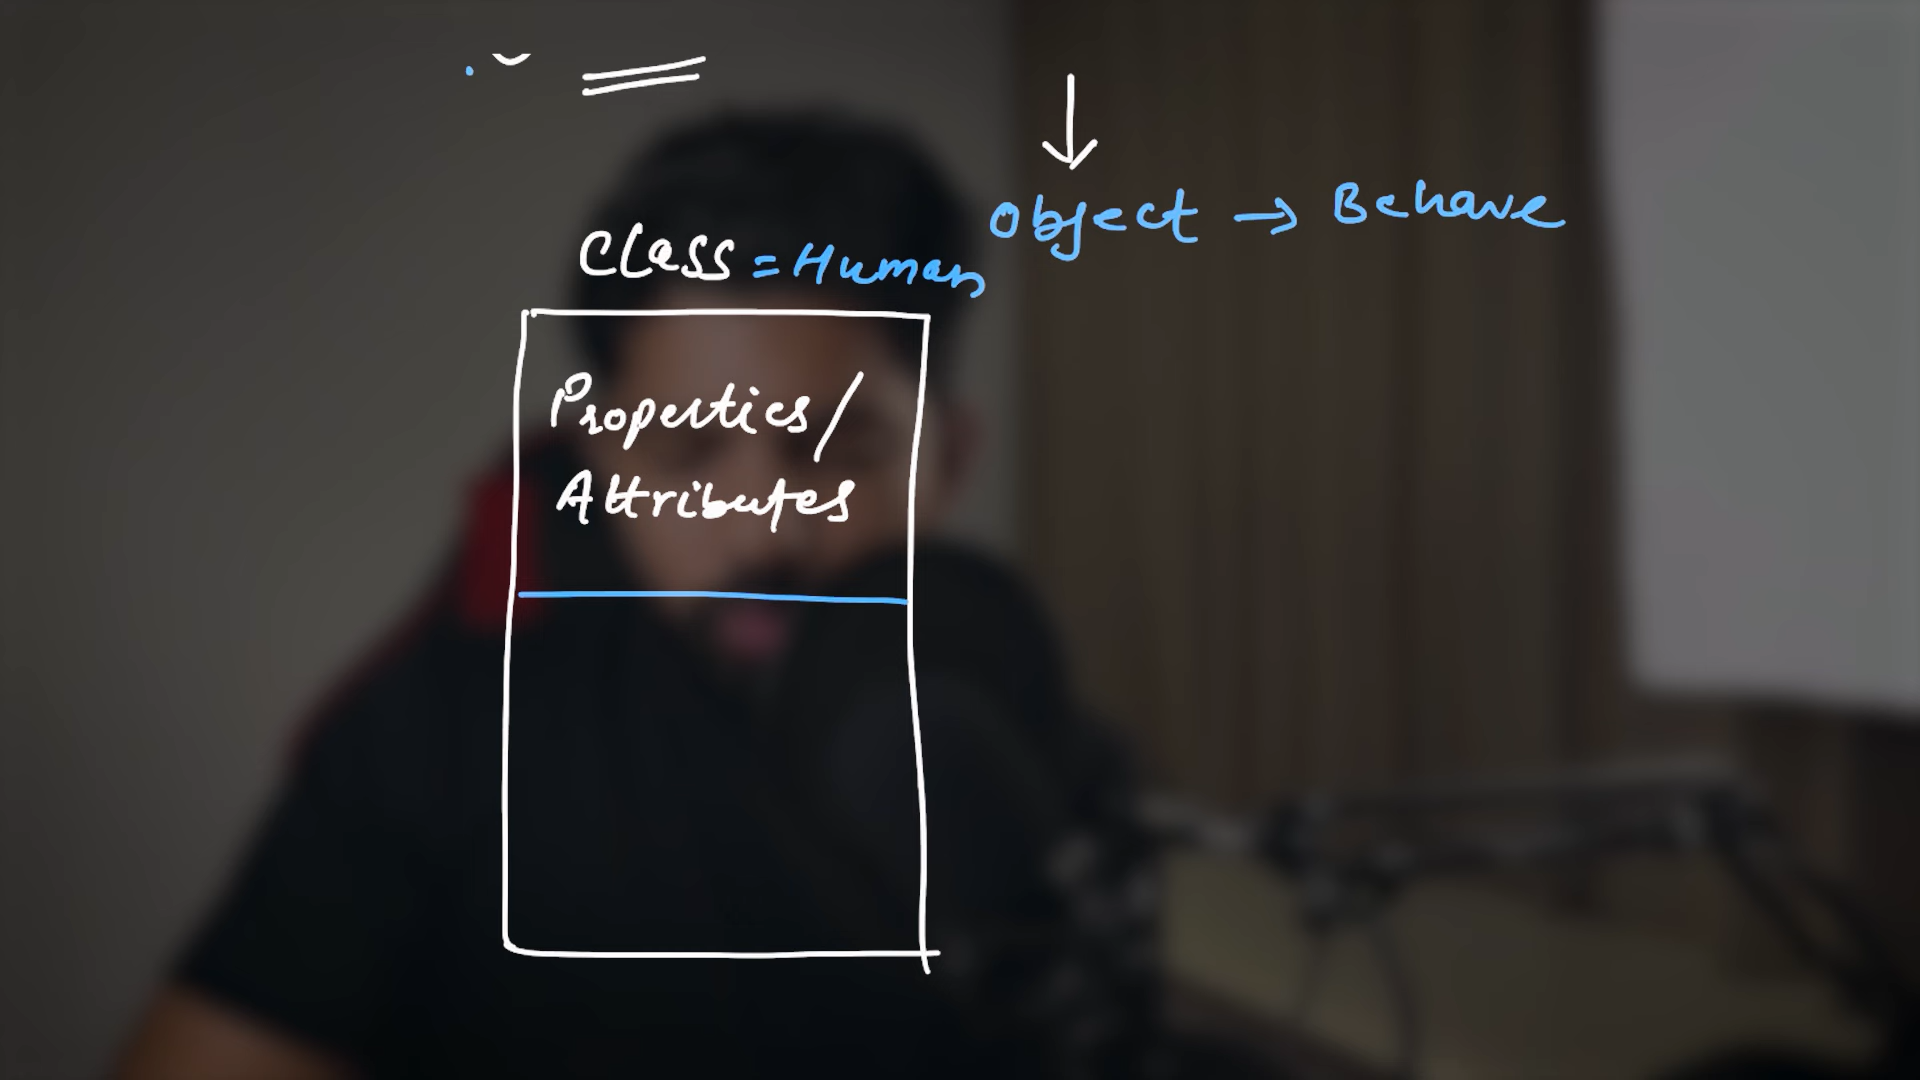 Object → Behave
Class = Human
Properties/
Attributes